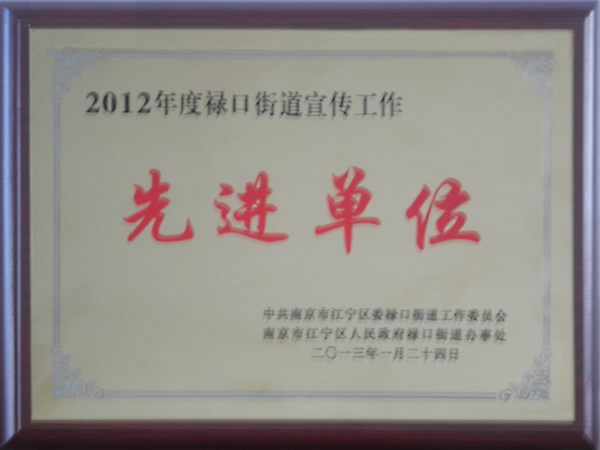 2012年度禄口街道宣传工作
先进单位
中共南京市江宁区委禄口街道工作委员会
南京市江宁区人民政府禄口街道办事处
二〇一三年一月二十四日